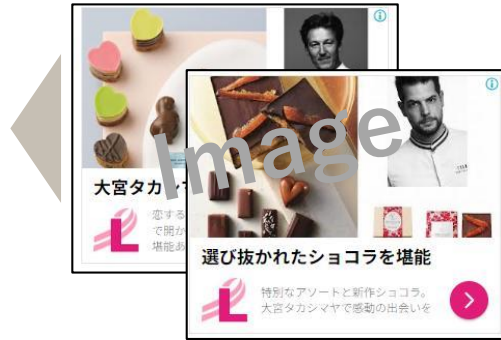 大宮タカシマ
恋する
で開か
堪能あ
Image
選び抜かれたショコラを堪能
特別なアソートと新作ショコラ。
大宮タカシマヤで感動の出会いを
L
L